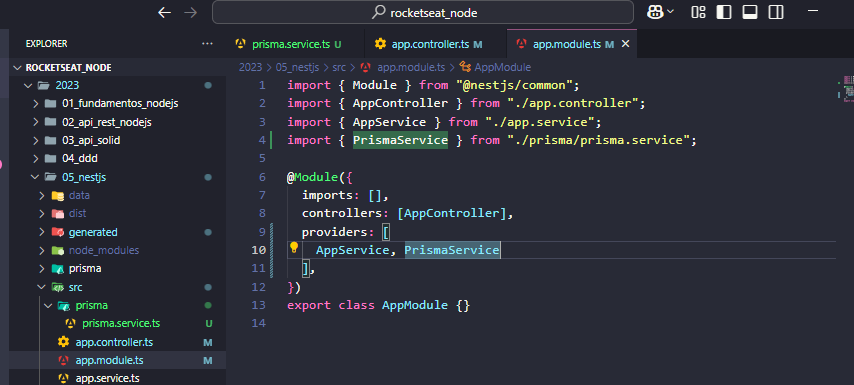 rocketseat_node
EXPLORER
ROCKETSEAT_NODE
2023
01_fundamentos_nodejs
02_api_rest_nodejs
03_api_solid
04_ddd
05_nestjs
data
dist
generated
node_modules
prisma
src
prisma
prisma.service.ts U
app.controller.ts M
app.module.ts M
app.service.ts
prisma.service.ts U app.controller.ts M app.module.ts M
2023 > 05_nestjs > src > app.module.ts > AppModule
1 import { Module } from "@nestjs/common";
2 import { AppController } from "./app.controller";
3 import { AppService } from "./app.service";
4 import { PrismaService } from "./prisma/prisma.service";
5
6 @Module({
7 imports: [],
8 controllers: [AppController],
9 providers: [
10 AppService, PrismaService
11 ],
12 })
13 export class AppModule {}
14